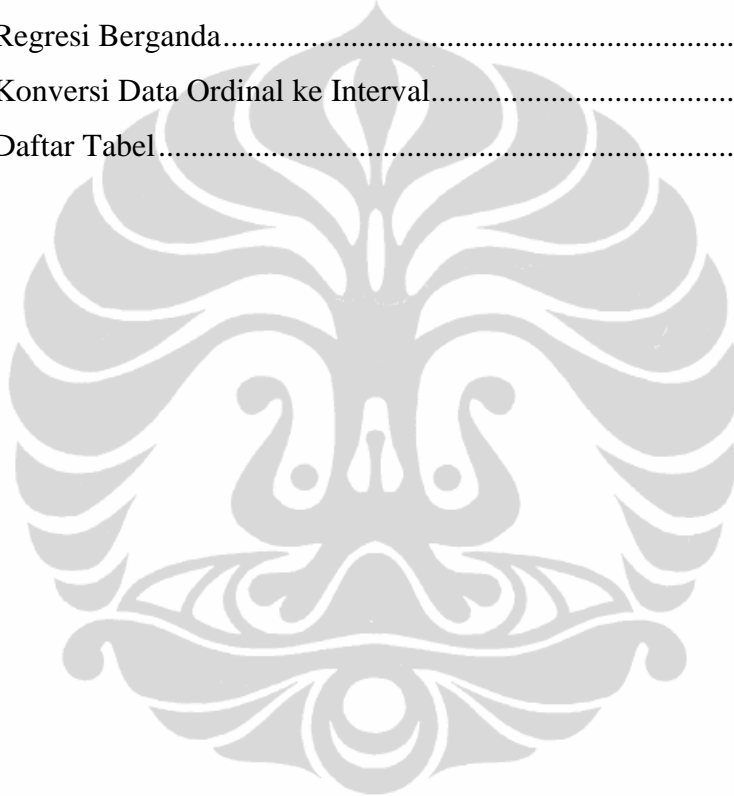 Regresi Berganda................................................................
Konversi Data Ordinal ke Interval......................................
Daftar Tabel........................................................................